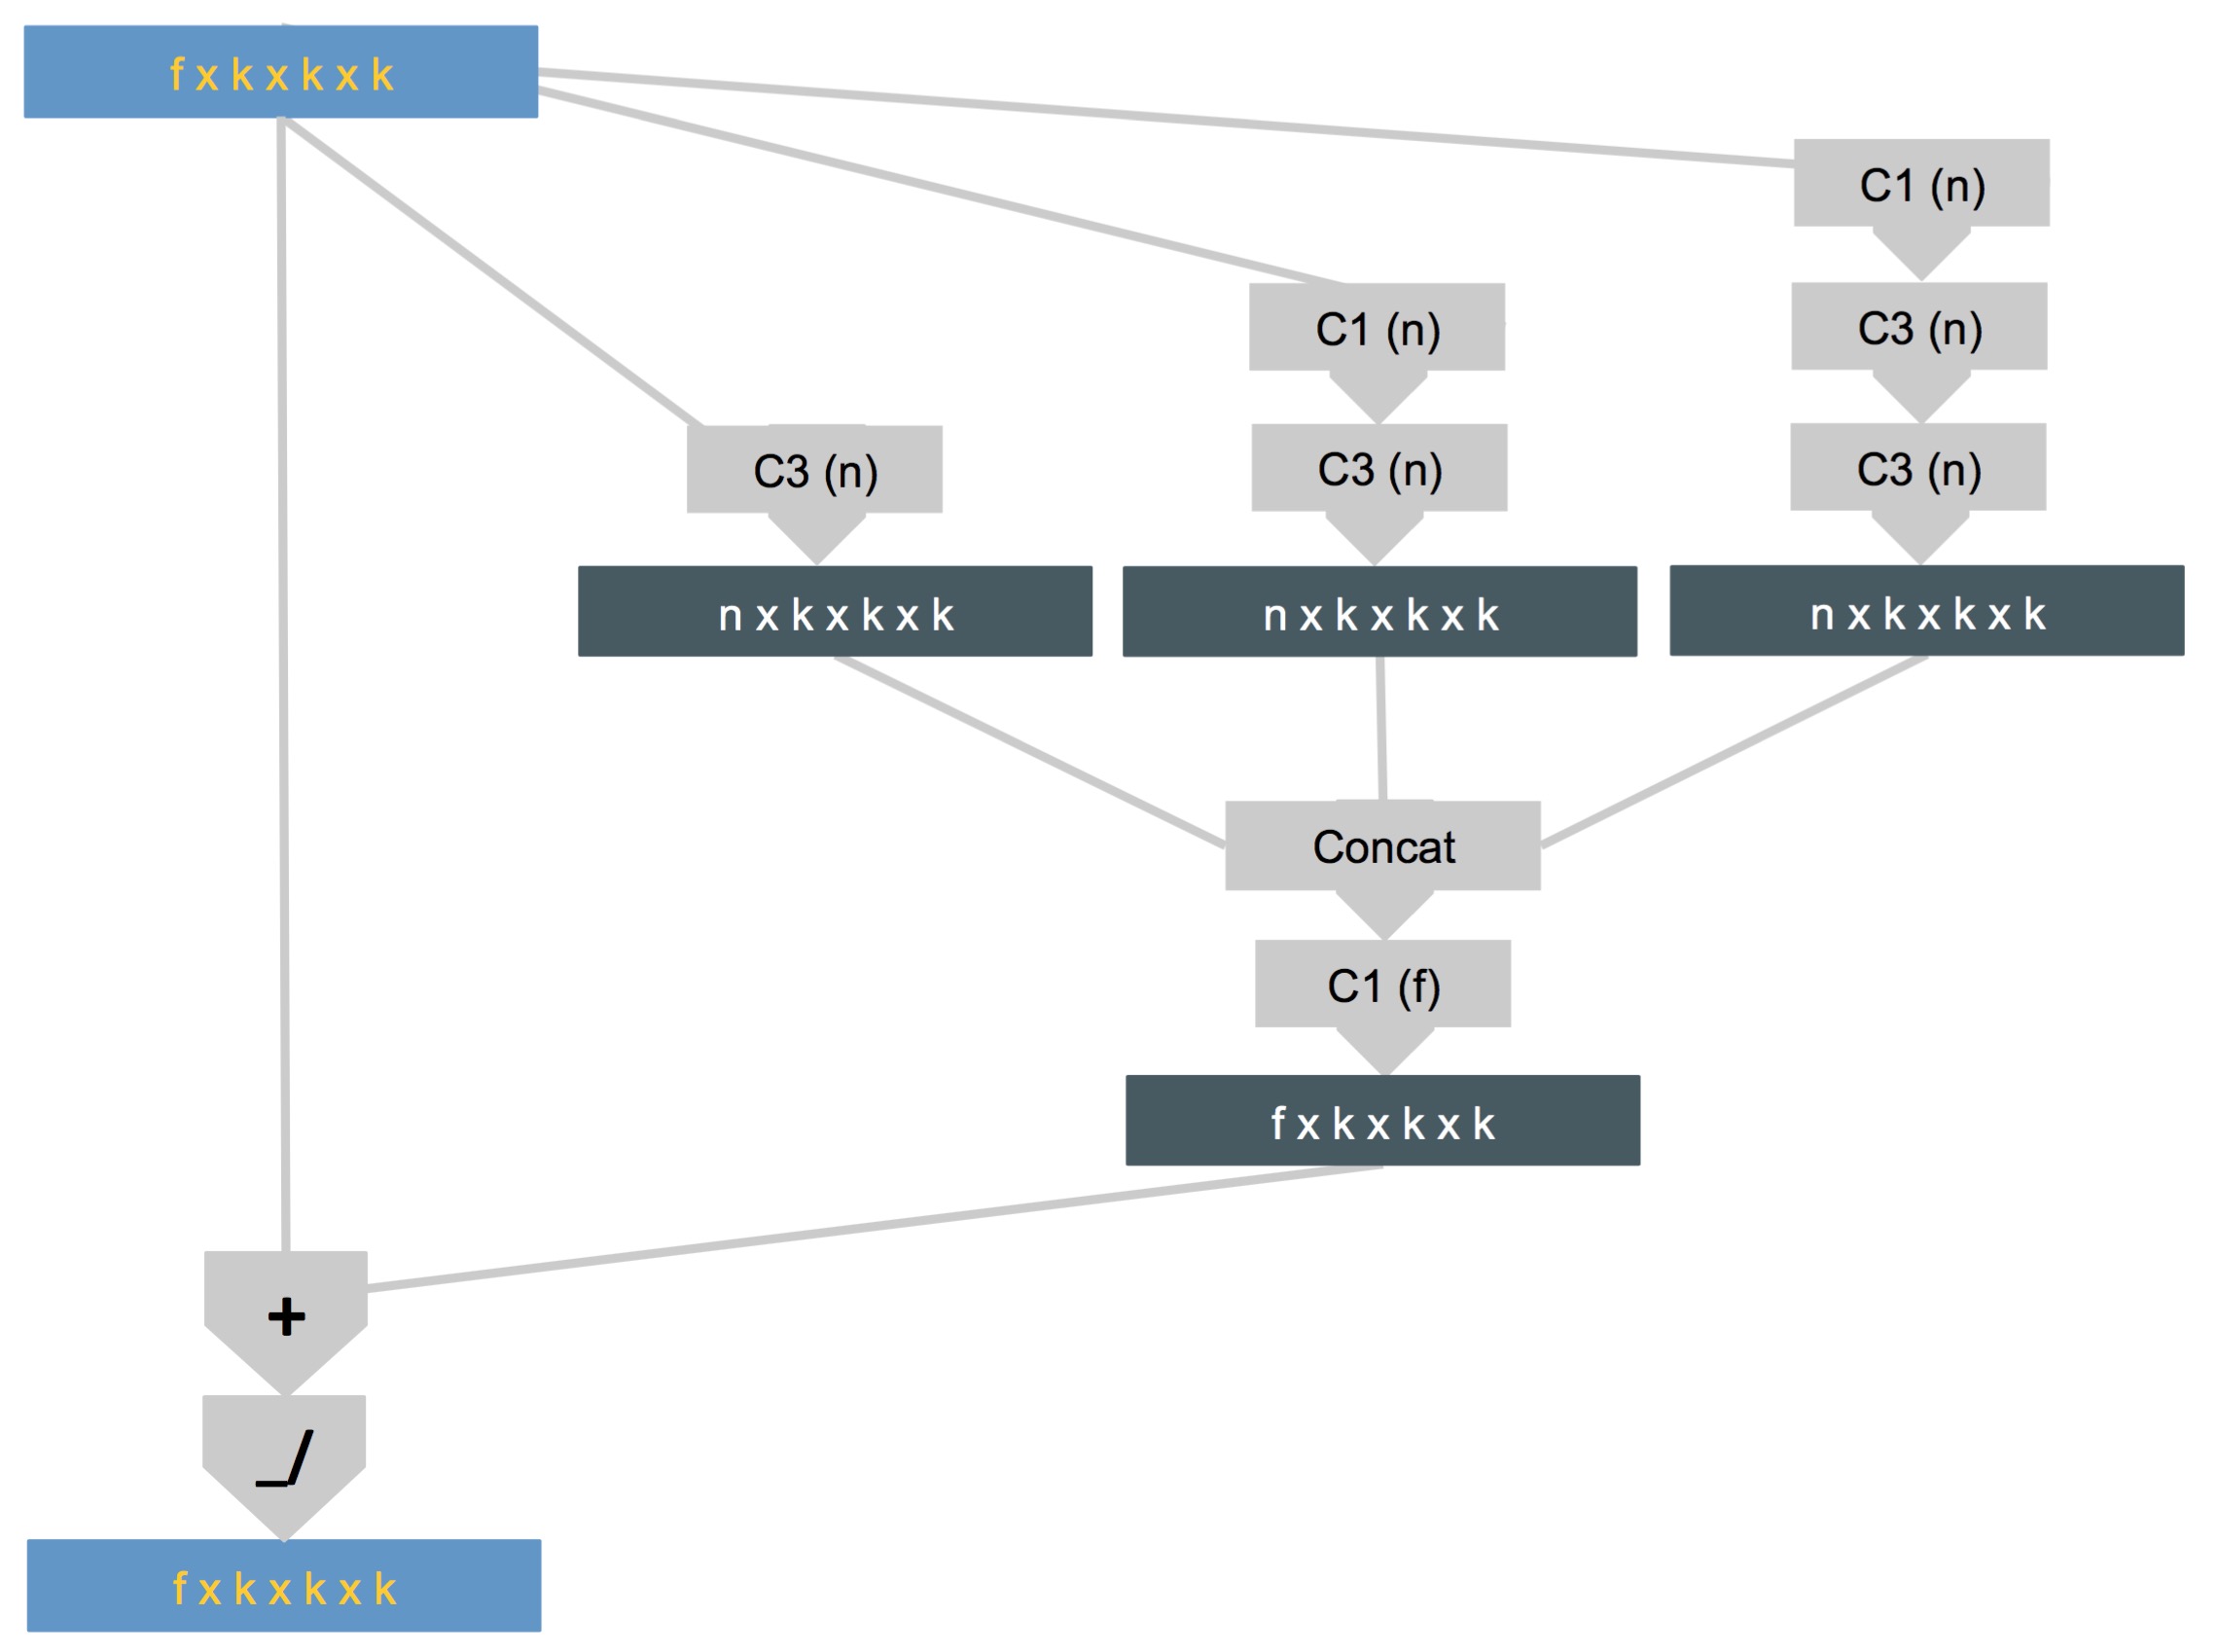 f x k x k x k
C1 (n)
C1 (n)
C3 (n)
C3 (n)
C3 (n)
C3 (n)
n x k x k x k
n x k x k x k
n x k x k x k
Concat
C1 (f)
f x k x k x k
+
_/
f x k x k x k